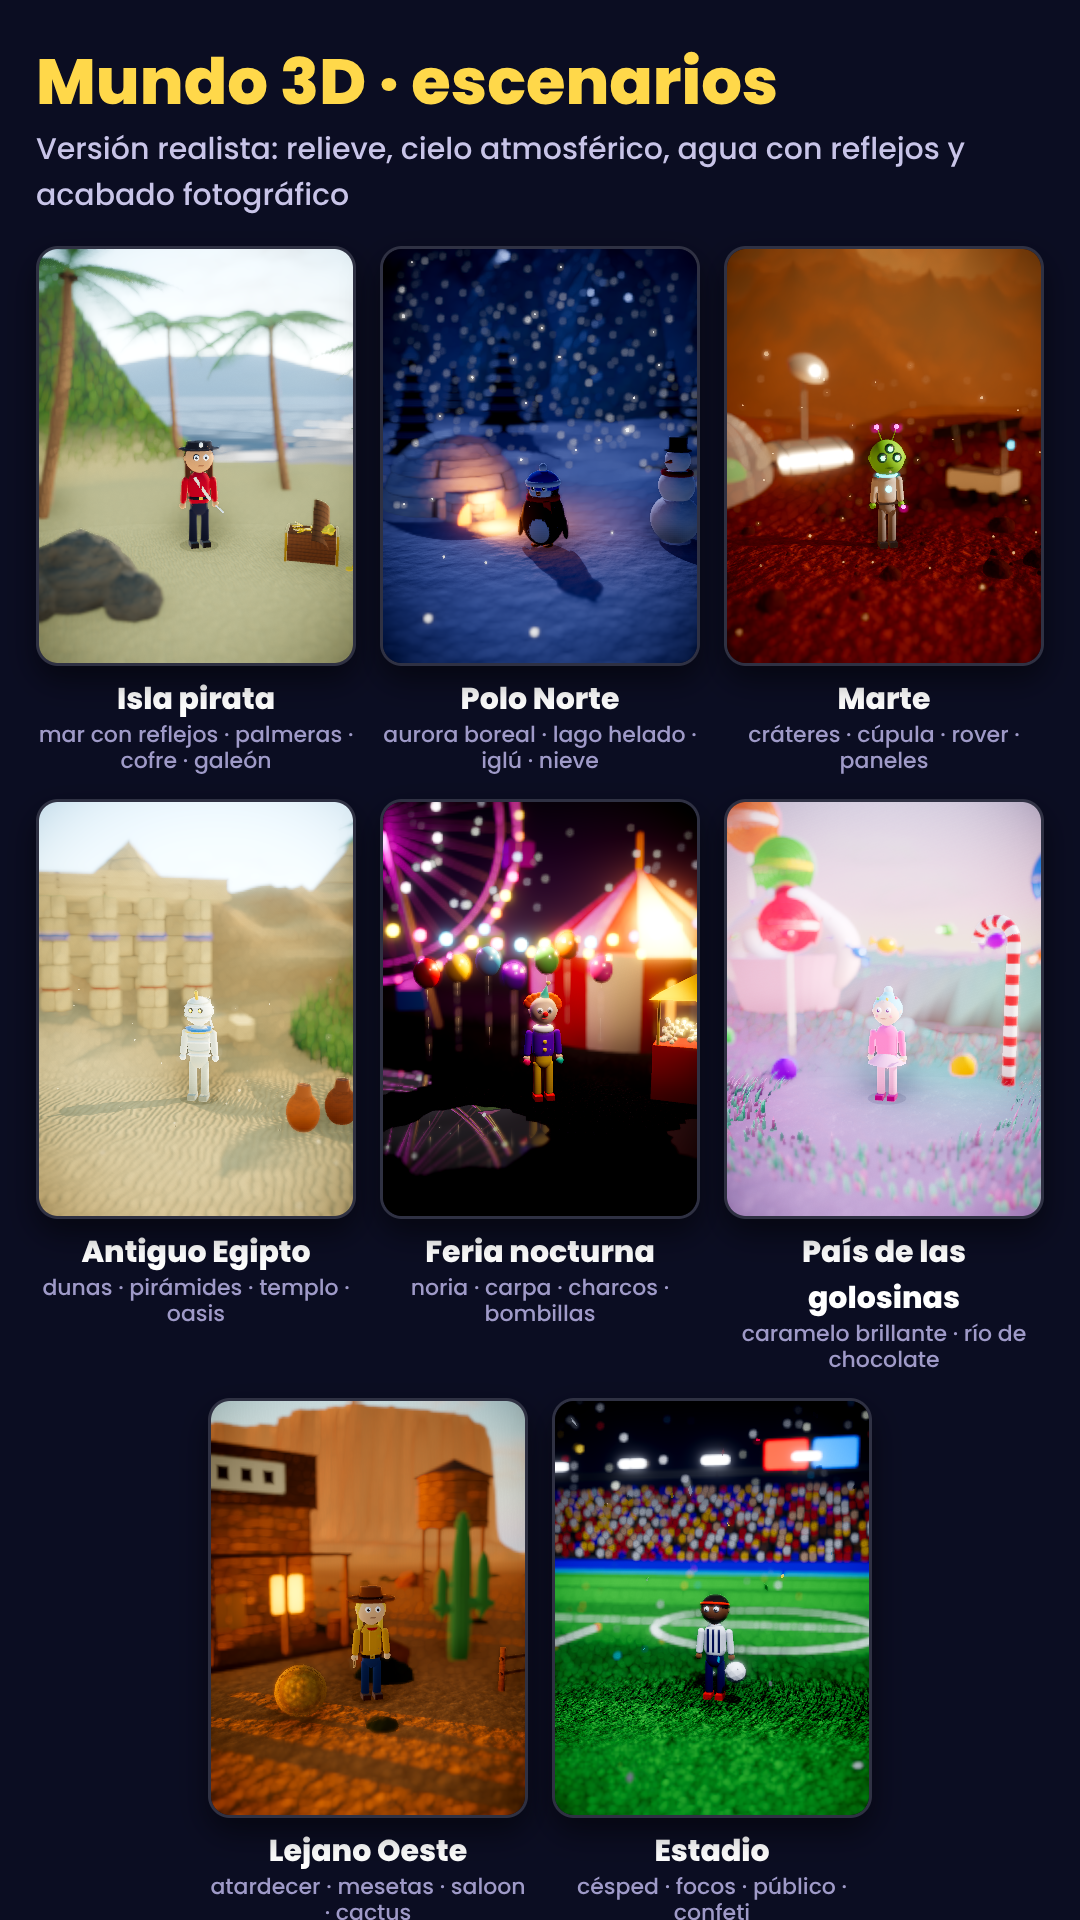 Mundo 3D · escenarios
Versión realista: relieve, cielo atmosférico, agua con reflejos y
acabado fotográfico
Isla pirata
mar con reflejos · palmeras ·
cofre · galeón
Polo Norte
aurora boreal · lago helado ·
iglú · nieve
Marte
cráteres · cúpula · rover ·
paneles
Antiguo Egipto
dunas · pirámides · templo ·
oasis
Feria nocturna
noria · carpa · charcos ·
bombillas
País de las
golosinas
caramelo brillante · río de
chocolate
Lejano Oeste
atardecer · mesetas · saloon
· cactus
Estadio
césped · focos · público ·
confeti